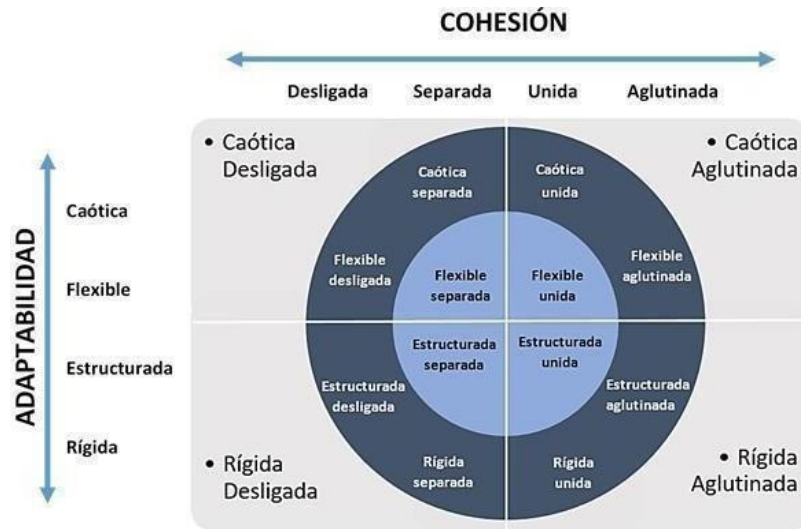 COHESIÓN
Desligada Separada Unida Aglutinada
ADAPTABILIDAD
Caótica
Flexible
Estructurada
Rígida
• Caótica
Desligada
• Caótica
Aglutinada
Caótica
separada
Caótica
unida
Flexible
desligada
Flexible
separada
Flexible
unida
Flexible
aglutinada
Estructurada
desligada
Estructurada
separada
Estructurada
unida
Estructurada
aglutinada
Rígida
separada
Rígida
unida
• Rígida
Desligada
• Rígida
Aglutinada